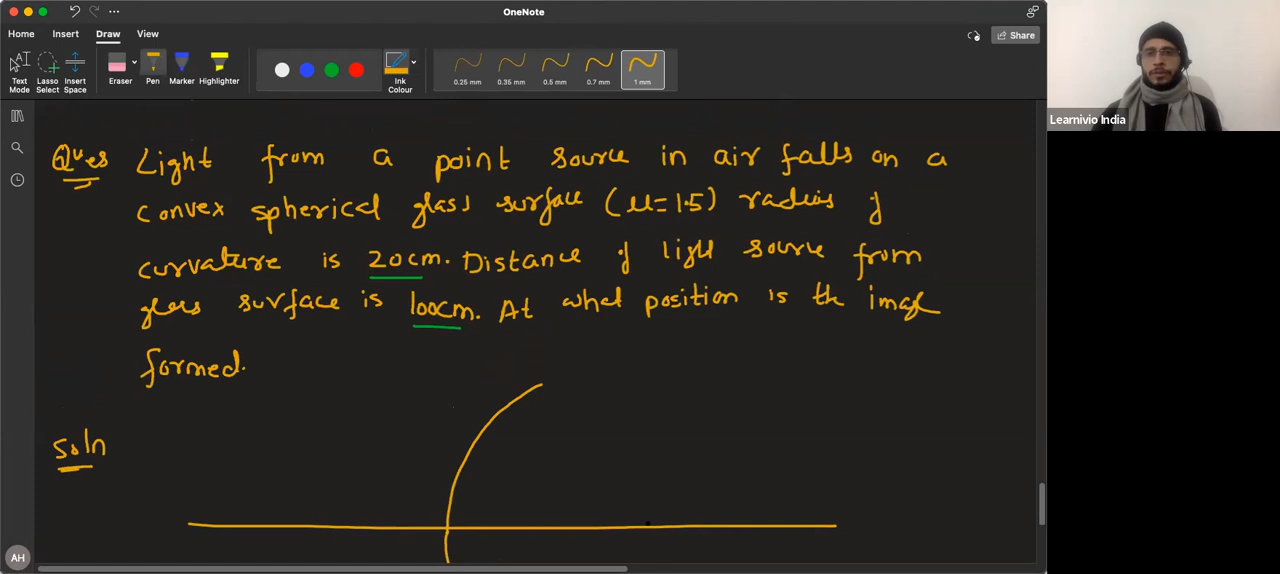 OneNote
Home Insert Draw View
Share
Text Mode
Lasso Select
Insert Space
Eraser
Pen
Marker
Highlighter
Ink Colour
0.25 mm
0.35 mm
0.5 mm
0.7 mm
1 mm
Learnivio India
Ques Light from a point source in air falls on a
convex spherical glass surface (μ=1.5) radius of
curvature is 20cm. Distance of light source from
glass surface is 100cm. At what position is the image
formed.
Soln
AH